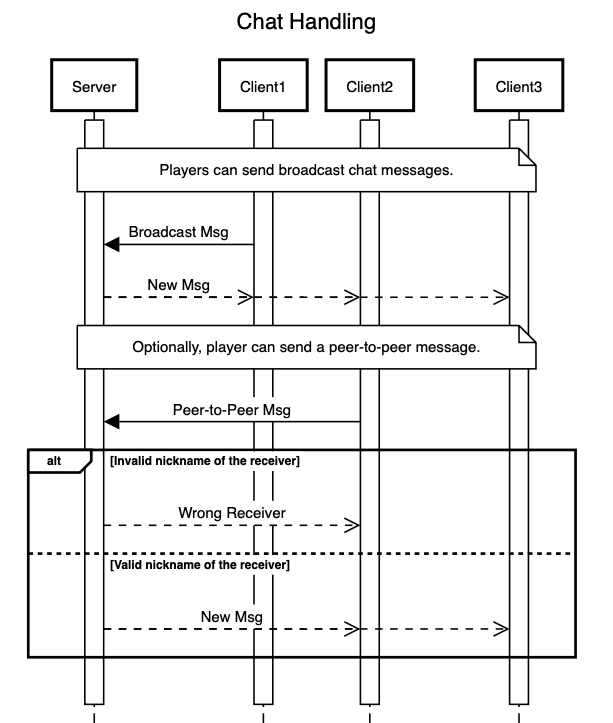 Chat Handling
Server
Client1
Client2
Client3
Players can send broadcast chat messages.
Broadcast Msg
New Msg
Optionally, player can send a peer-to-peer message.
Peer-to-Peer Msg
alt
[Invalid nickname of the receiver]
Wrong Receiver
[Valid nickname of the receiver]
New Msg